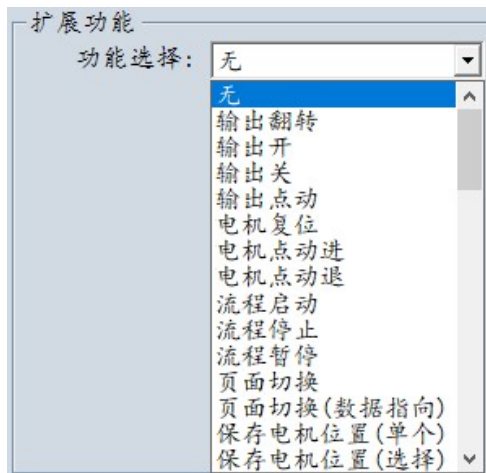 扩展功能
功能选择: 无
无
输出翻转
输出开
输出关
输出点动
电机复位
电机点动进
电机点动退
流程启动
流程停止
流程暂停
页面切换
页面切换(数据指向)
保存电机位置(单个)
保存电机位置(选择)